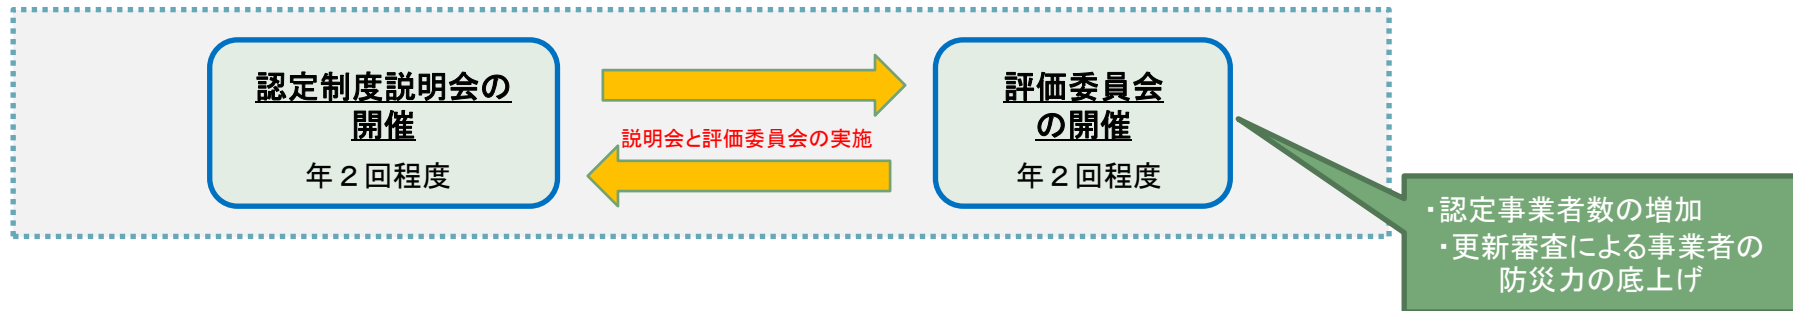 認定制度説明会の
開催
年２回程度
説明会と評価委員会の実施
評価委員会
の開催
年２回程度
・認定事業者数の増加
・更新審査による事業者の
防災力の底上げ